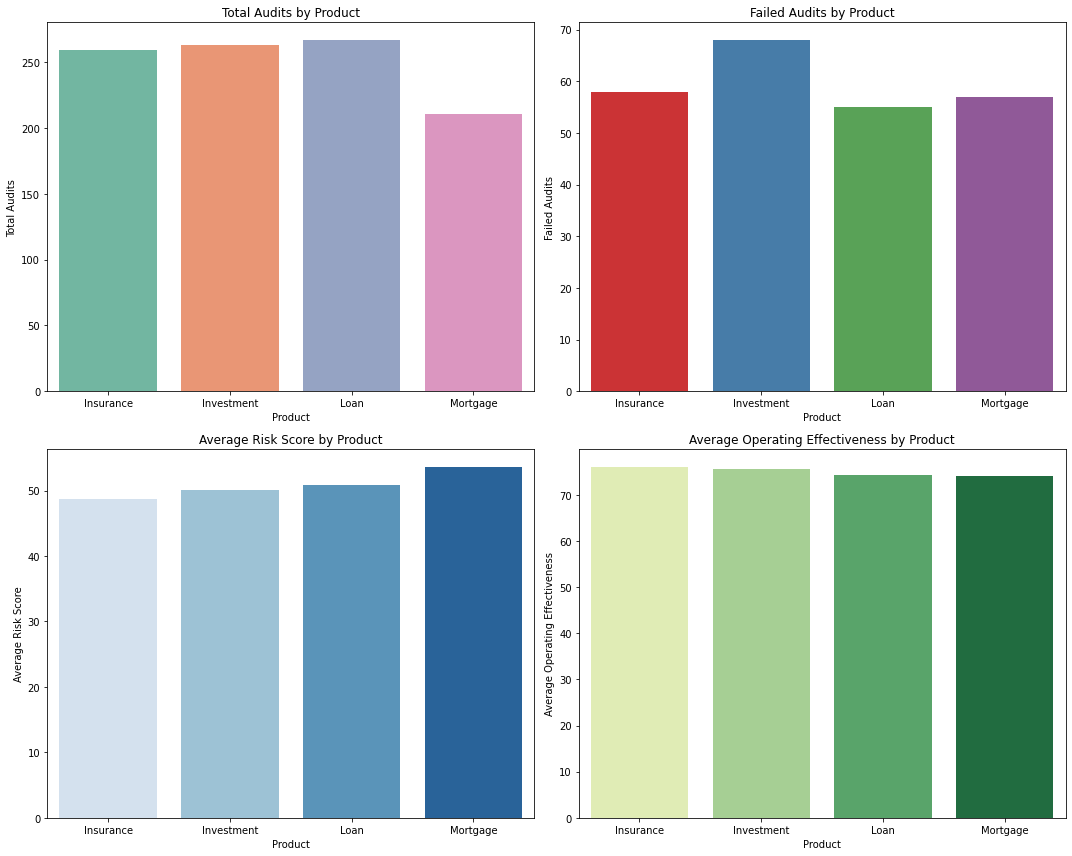 Total Audits by Product
250
200
150
100
50
0
Total Audits
Insurance Investment Loan Mortgage
Product
Failed Audits by Product
70
60
50
40
30
20
10
0
Failed Audits
Insurance Investment Loan Mortgage
Product
Average Risk Score by Product
50
40
30
20
10
0
Average Risk Score
Insurance Investment Loan Mortgage
Product
Average Operating Effectiveness by Product
70
60
50
40
30
20
10
0
Average Operating Effectiveness
Insurance Investment Loan Mortgage
Product